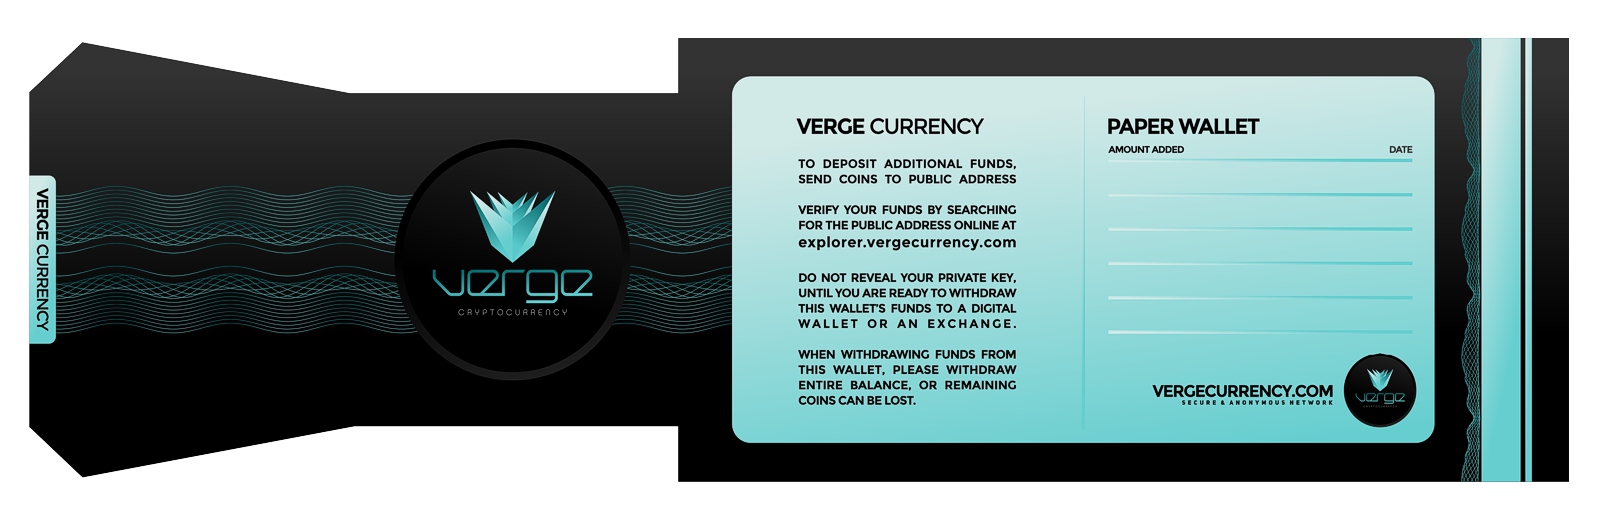 VERGE CURRENCY
verge
CRYPTOCURRENCY
VERGE CURRENCY
TO DEPOSIT ADDITIONAL FUNDS,
SEND COINS TO PUBLIC ADDRESS
VERIFY YOUR FUNDS BY SEARCHING
FOR THE PUBLIC ADDRESS ONLINE AT
explorer.vergecurrency.com
DO NOT REVEAL YOUR PRIVATE KEY,
UNTIL YOU ARE READY TO WITHDRAW
THIS WALLET'S FUNDS TO A DIGITAL
WALLET OR AN EXCHANGE.
WHEN WITHDRAWING FUNDS FROM
THIS WALLET, PLEASE WITHDRAW
ENTIRE BALANCE, OR REMAINING
COINS CAN BE LOST.
PAPER WALLET
AMOUNT ADDED DATE
VERGECURRENCY.COM
SECURE & ANONYMOUS NETWORK
verge
CRYPTOCURRENCY